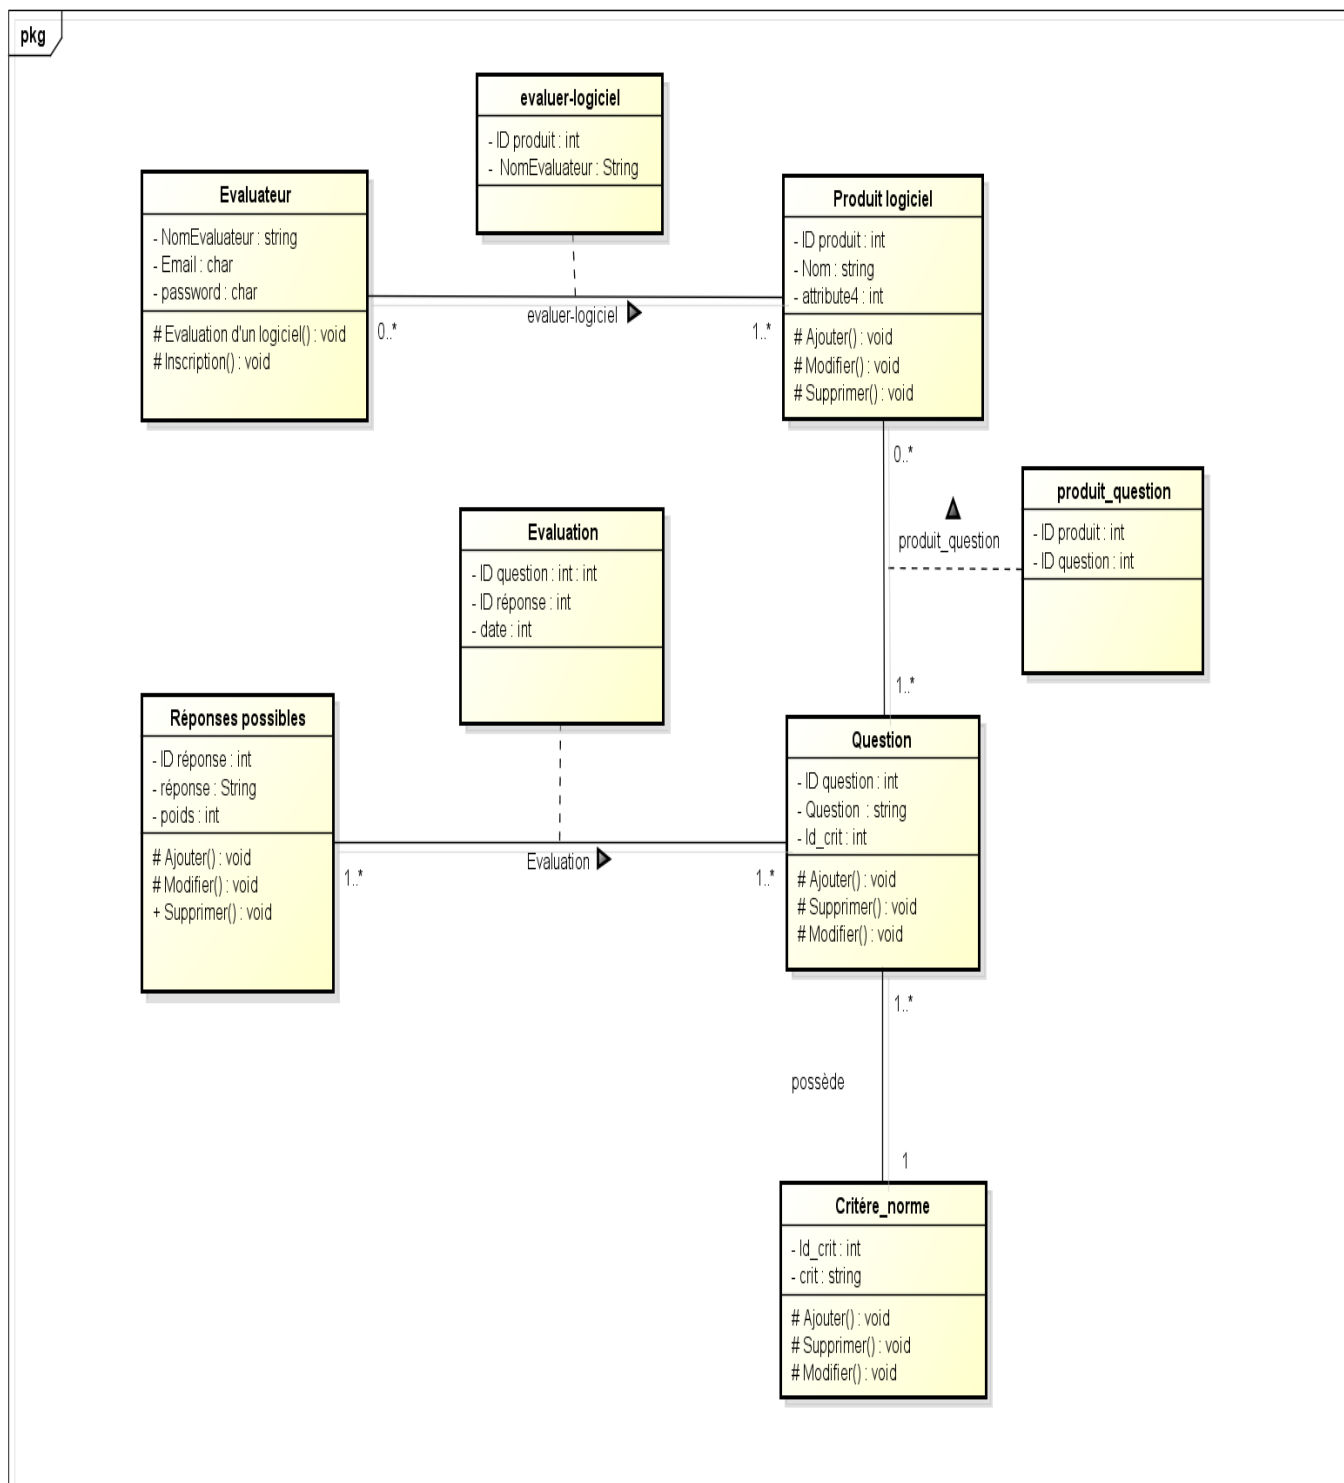 pkg
evaluer-logiciel
- ID produit : int
- NomEvaluateur : String
Evaluateur
- NomEvaluateur : string
- Email : char
- password : char
# Evaluation d'un logiciel() : void
# Inscription() : void
Produit logiciel
- ID produit : int
- Nom : string
- attribute4 : int
# Ajouter() : void
# Modifier() : void
# Supprimer() : void
evaluer-logiciel
0..*
1..*
0..*
produit_question
- ID produit : int
- ID question : int
produit_question
Evaluation
- ID question : int : int
- ID réponse : int
- date : int
1..*
Réponses possibles
- ID réponse : int
- réponse : String
- poids : int
# Ajouter() : void
# Modifier() : void
+ Supprimer() : void
Question
- ID question : int
- Question : string
- Id_crit : int
# Ajouter() : void
# Supprimer() : void
# Modifier() : void
Evaluation
1..*
1..*
1..*
possède
1
Critére_norme
- Id_crit : int
- crit : string
# Ajouter() : void
# Supprimer() : void
# Modifier() : void